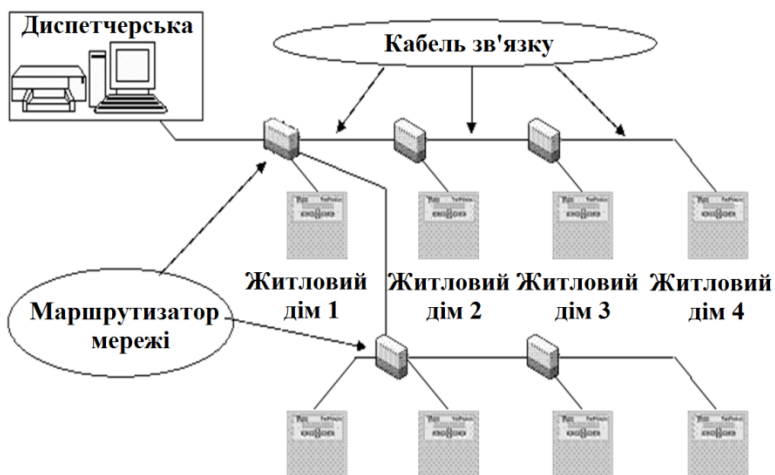 Диспетчерська
Кабель зв'язку
Житловий
дім 1
Житловий
дім 2
Житловий
дім 3
Житловий
дім 4
Маршрутизатор
мережі